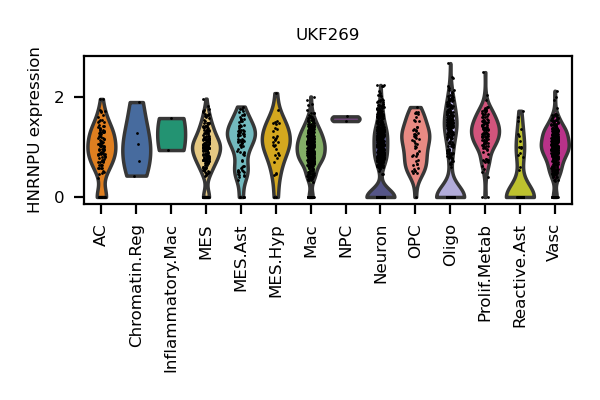 UKF269
HNRNPU expression
2
0
AC
Chromatin.Reg
Inflammatory.Mac
MES
MES.Ast
MES.Hyp
Mac
NPC
Neuron
OPC
Oligo
Prolif.Metab
Reactive.Ast
Vasc